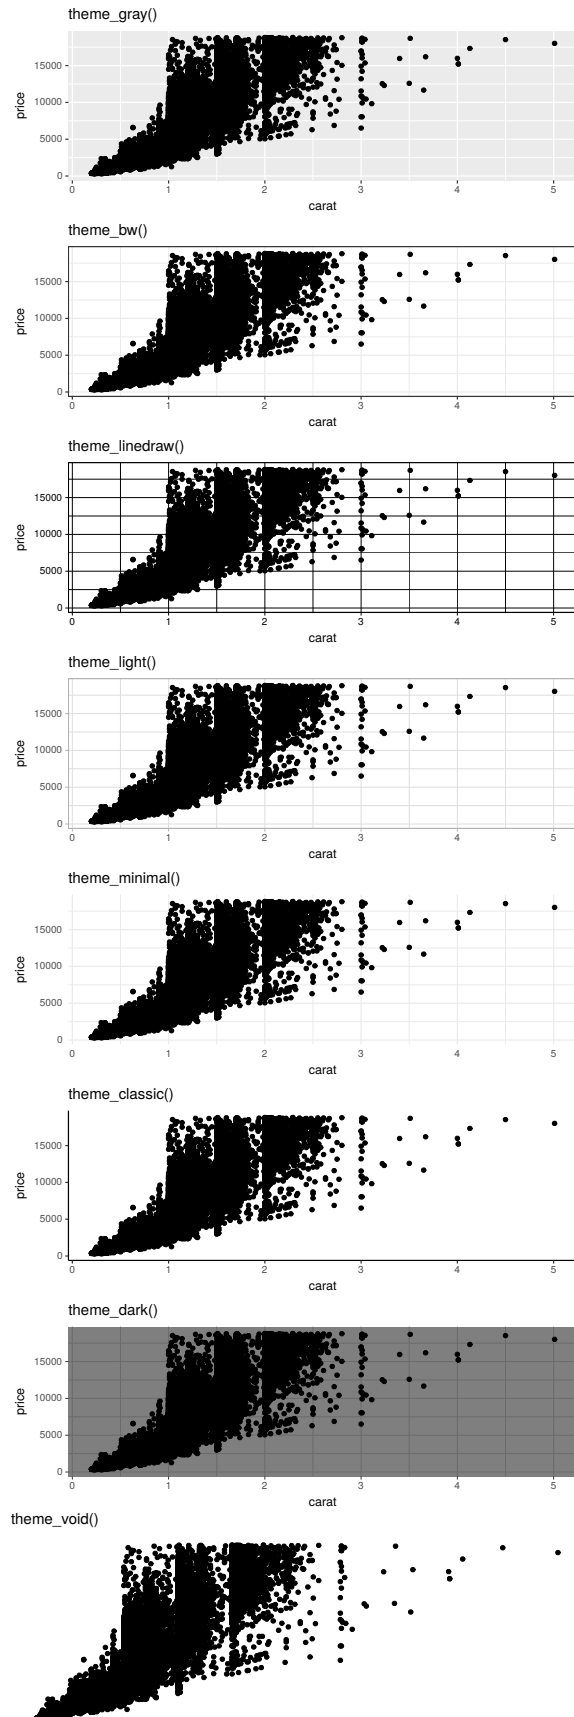 theme_gray()
price
15000
10000
5000
0
0 1 2 3 4 5
carat
theme_bw()
price
15000
10000
5000
0
0 1 2 3 4 5
carat
theme_linedraw()
price
15000
10000
5000
0
0 1 2 3 4 5
carat
theme_light()
price
15000
10000
5000
0
0 1 2 3 4 5
carat
theme_minimal()
price
15000
10000
5000
0
0 1 2 3 4 5
carat
theme_classic()
price
15000
10000
5000
0
0 1 2 3 4 5
carat
theme_dark()
price
15000
10000
5000
0
0 1 2 3 4 5
carat
theme_void()